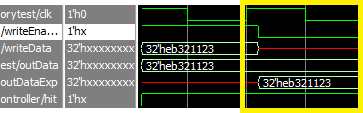 orytest/clk 1'h0
/writeEna... 1'hx
/writeData 32'hxxxxxxxx 32'heb321123
est/outData 32'hxxxxxxxx 32'heb321123
outDataExp 32'hxxxxxxxx 32'heb321123
ontroller/hit 1'hx